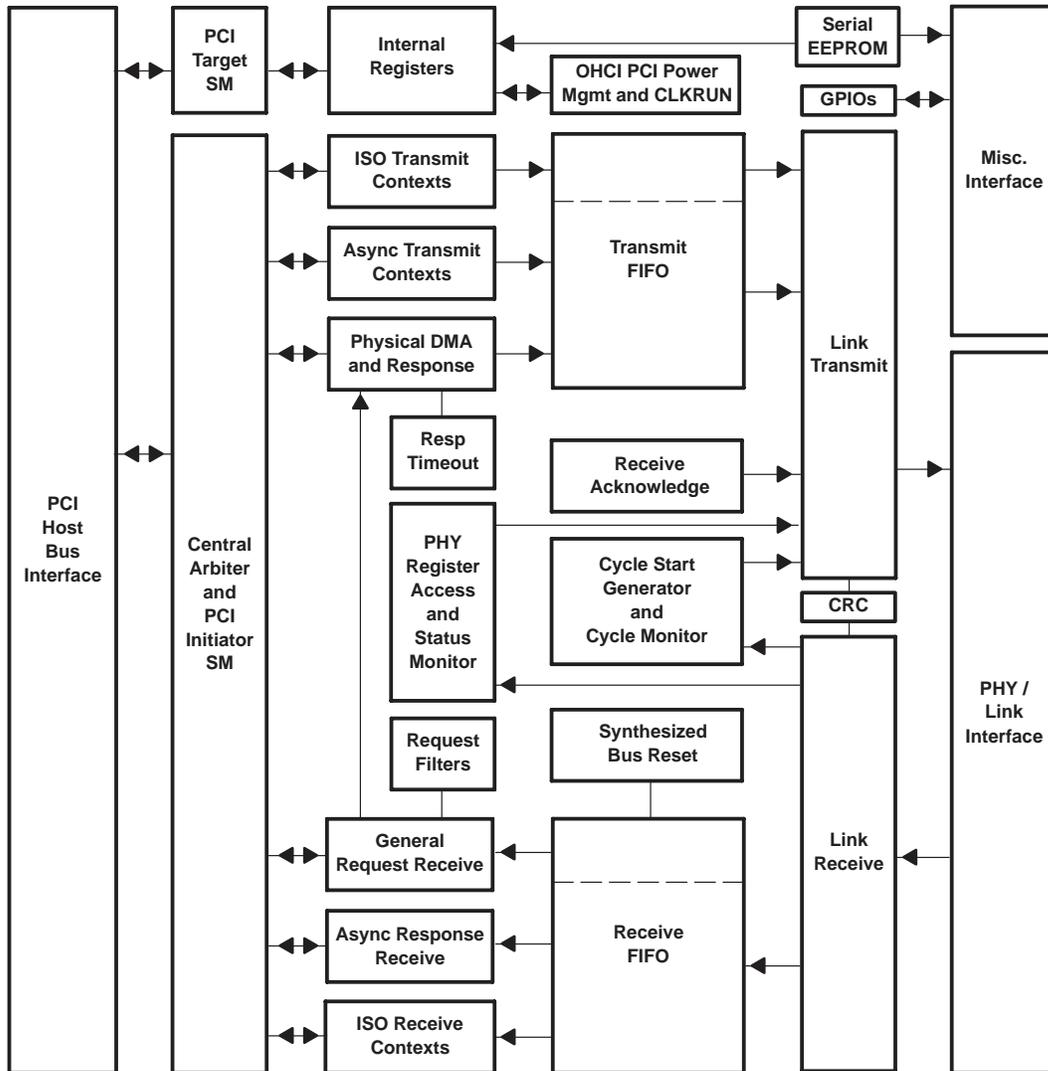 PCI
Host
Bus
Interface
PCI
Target
SM
Central
Arbiter
and
PCI
Initiator
SM
Internal
Registers
OHCI PCI Power
Mgmt and CLKRUN
Serial
EEPROM
GPIOs
Misc.
Interface
ISO Transmit
Contexts
Async Transmit
Contexts
Physical DMA
and Response
Transmit
FIFO
Link
Transmit
Resp
Timeout
Receive
Acknowledge
PHY
Register
Access
and
Status
Monitor
Cycle Start
Generator
and
Cycle Monitor
CRC
PHY /
Link
Interface
Request
Filters
Synthesized
Bus Reset
General
Request Receive
Async Response
Receive
ISO Receive
Contexts
Receive
FIFO
Link
Receive